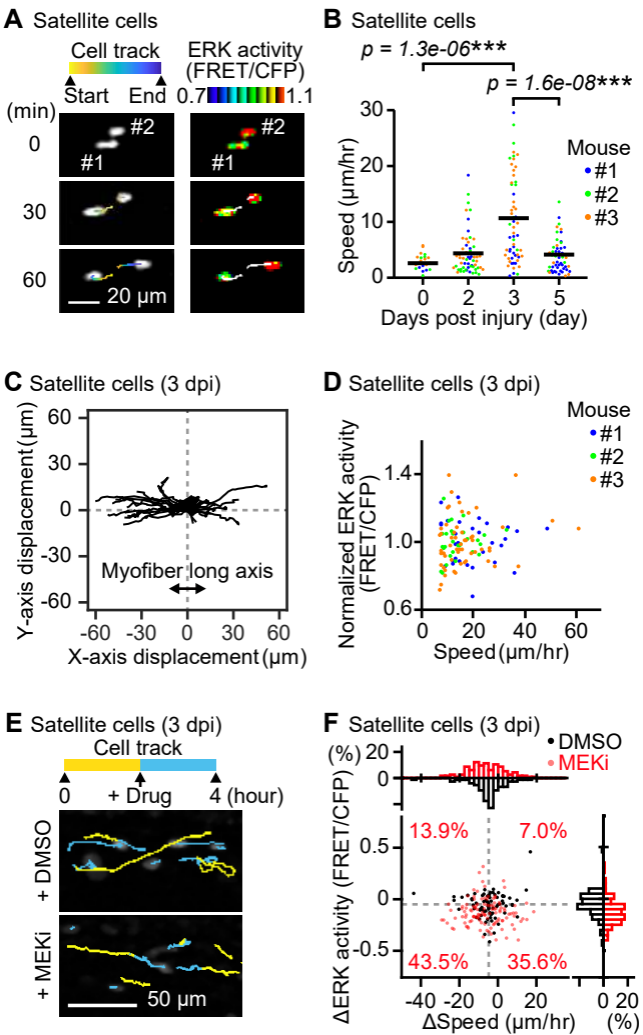 A Satellite cells
Cell track
Start End
ERK activity
(FRET/CFP)
0.7 1.1
(min)
0
#2
#1
#2
#1
30
60
20 µm
B Satellite cells
p = 1.3e-06***
p = 1.6e-08***
Speed (µm/hr)
30
20
10
0
0 2 3 5
Days post injury (day)
Mouse
#1
#2
#3
C Satellite cells (3 dpi)
Y-axis displacement (µm)
60
30
0
-30
-60
Myofiber long axis
-60 -30 0 30 60
X-axis displacement (µm)
D Satellite cells (3 dpi)
Mouse
#1
#2
#3
Normalized ERK activity
(FRET/CFP)
1.4
1.0
0.6
0 20 40 60
Speed (µm/hr)
E Satellite cells (3 dpi)
Cell track
0 + Drug 4 (hour)
+ DMSO
+ MEKi
50 µm
F Satellite cells (3 dpi)
(%)
20
0
DMSO
MEKi
ΔERK activity (FRET/CFP)
13.9% 7.0%
0.5
0
-0.5
43.5% 35.6%
-40 -20 0 20
ΔSpeed (µm/hr)
0 20
(%)